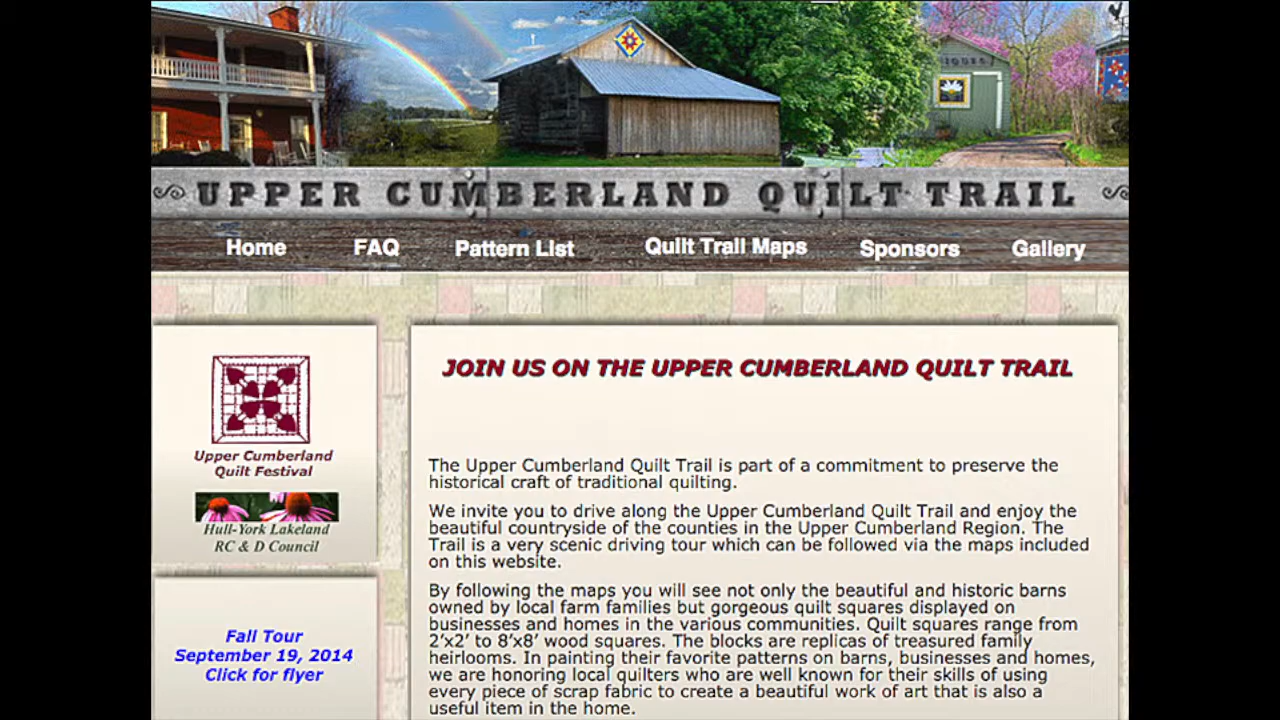 UPPER CUMBERLAND QUILT TRAIL
Home FAQ Pattern List Quilt Trail Maps Sponsors Gallery
JOIN US ON THE UPPER CUMBERLAND QUILT TRAIL
Upper Cumberland
Quilt Festival
Hull-York Lakeland
RC & D Council
Fall Tour
September 19, 2014
Click for flyer
The Upper Cumberland Quilt Trail is part of a commitment to preserve the
historical craft of traditional quilting.
We invite you to drive along the Upper Cumberland Quilt Trail and enjoy the
beautiful countryside of the counties in the Upper Cumberland Region. The
Trail is a very scenic driving tour which can be followed via the maps included
on this website.
By following the maps you will see not only the beautiful and historic barns
owned by local farm families but gorgeous quilt squares displayed on
businesses and homes in the various communities. Quilt squares range from
2’x2’ to 8’x8’ wood squares. The blocks are replicas of treasured family
heirlooms. In painting their favorite patterns on barns, businesses and homes,
we are honoring local quilters who are well known for their skills of using
every piece of scrap fabric to create a beautiful work of art that is also a
useful item in the home.